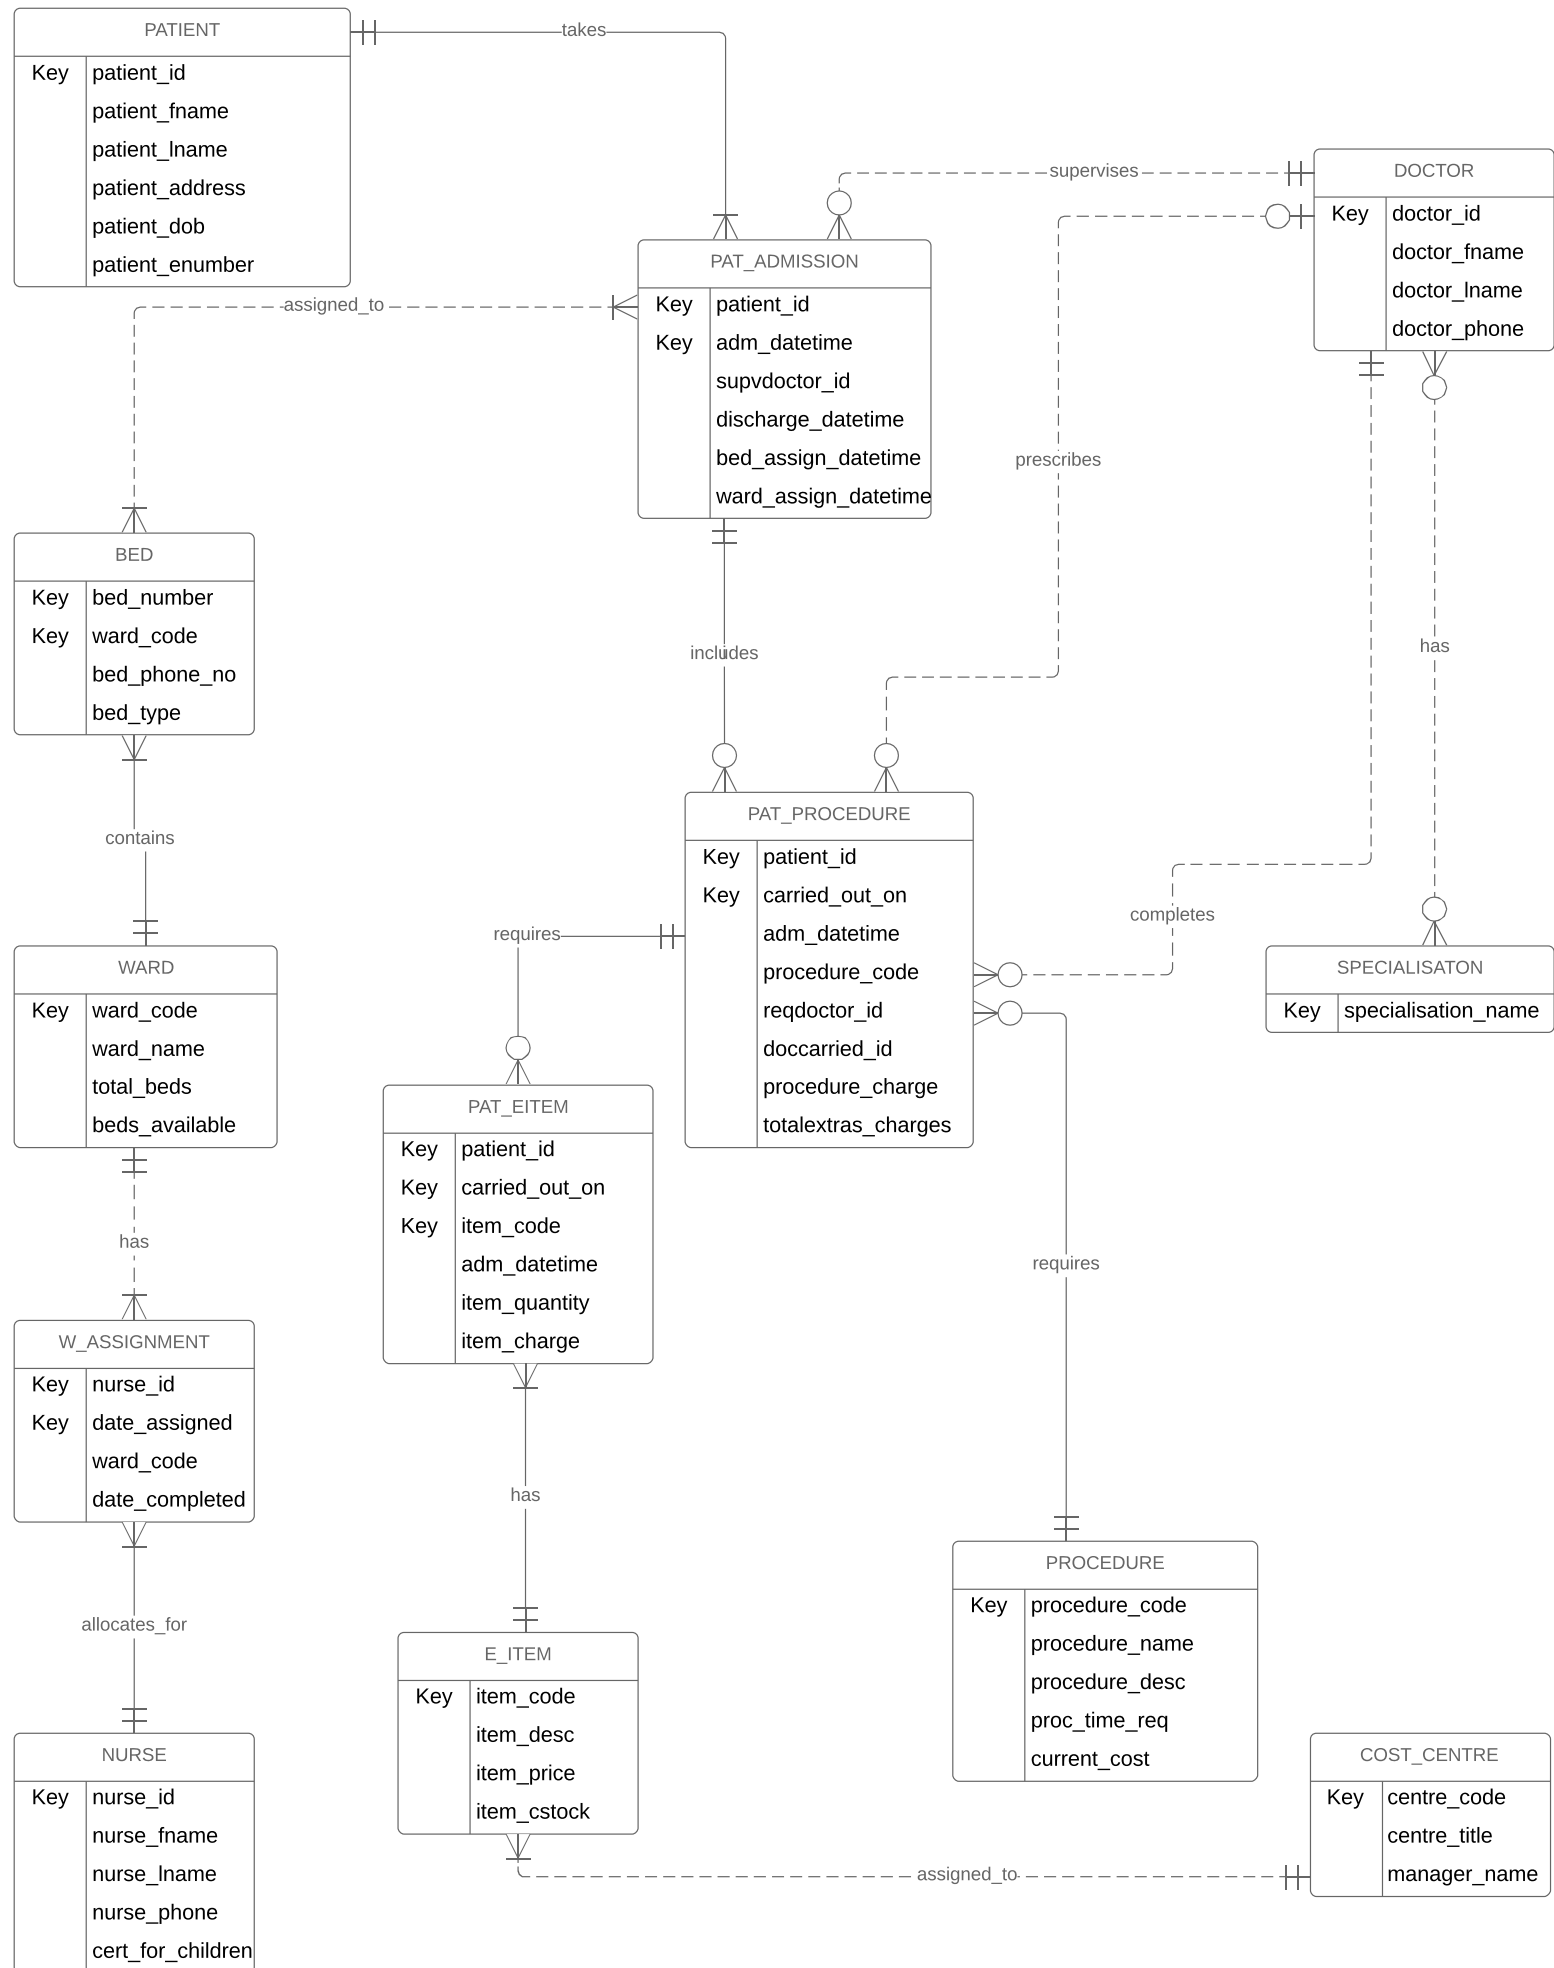 PATIENT
Key patient_id
patient_fname
patient_lname
patient_address
patient_dob
patient_enumber
takes
supervises
DOCTOR
Key doctor_id
doctor_fname
doctor_lname
doctor_phone
PAT_ADMISSION
Key patient_id
Key adm_datetime
supvdoctor_id
discharge_datetime
bed_assign_datetime
ward_assign_datetime
assigned_to
prescribes
BED
Key bed_number
Key ward_code
bed_phone_no
bed_type
includes
has
contains
PAT_PROCEDURE
Key patient_id
Key carried_out_on
adm_datetime
procedure_code
reqdoctor_id
doccarried_id
procedure_charge
totalextras_charges
completes
requires
SPECIALISATON
Key specialisation_name
WARD
Key ward_code
ward_name
total_beds
beds_available
PAT_EITEM
Key patient_id
Key carried_out_on
Key item_code
adm_datetime
item_quantity
item_charge
has
requires
W_ASSIGNMENT
Key nurse_id
Key date_assigned
ward_code
date_completed
has
allocates_for
PROCEDURE
Key procedure_code
procedure_name
procedure_desc
proc_time_req
current_cost
E_ITEM
Key item_code
item_desc
item_price
item_cstock
NURSE
Key nurse_id
nurse_fname
nurse_lname
nurse_phone
cert_for_children
COST_CENTRE
Key centre_code
centre_title
manager_name
assigned_to